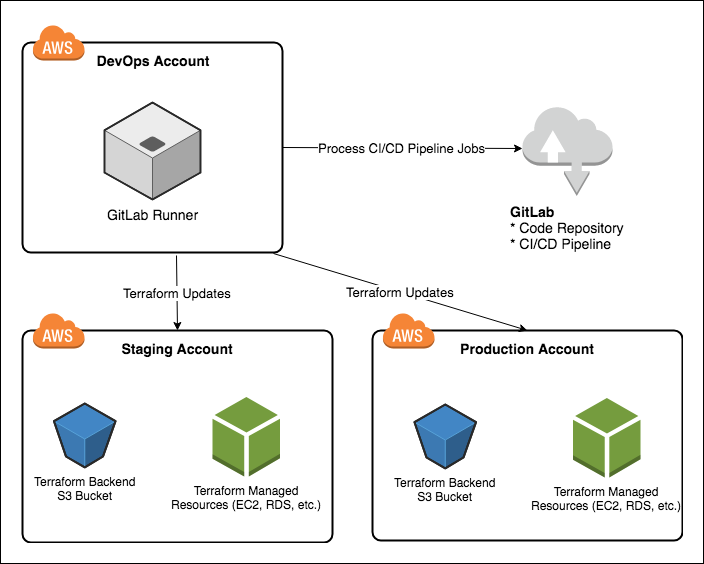 AWS
DevOps Account
GitLab Runner
Process CI/CD Pipeline Jobs
GitLab
* Code Repository
* CI/CD Pipeline
Terraform Updates
Terraform Updates
AWS
Staging Account
Terraform Backend
S3 Bucket
Terraform Managed
Resources (EC2, RDS, etc.)
AWS
Production Account
Terraform Backend
S3 Bucket
Terraform Managed
Resources (EC2, RDS, etc.)